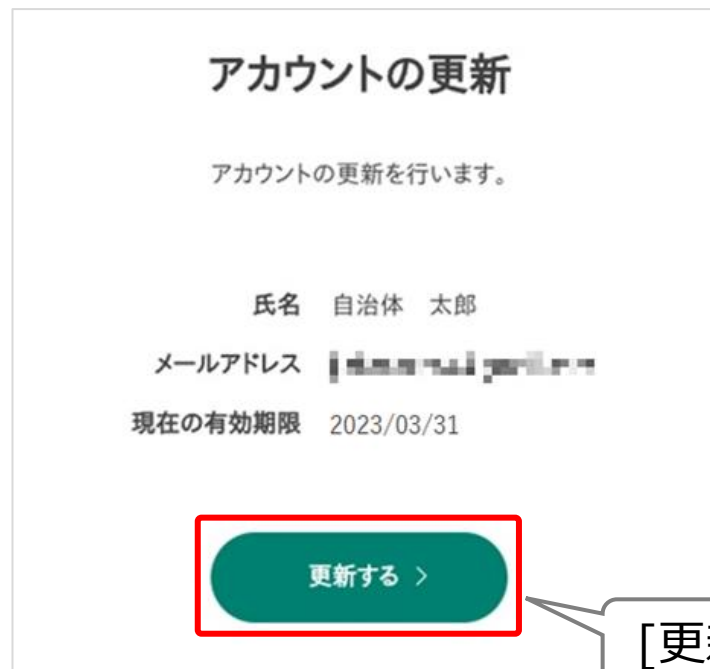 アカウントの更新
アカウントの更新を行います。
氏名 自治体 太郎
メールアドレス
現在の有効期限 2023/03/31
更新する >
[更